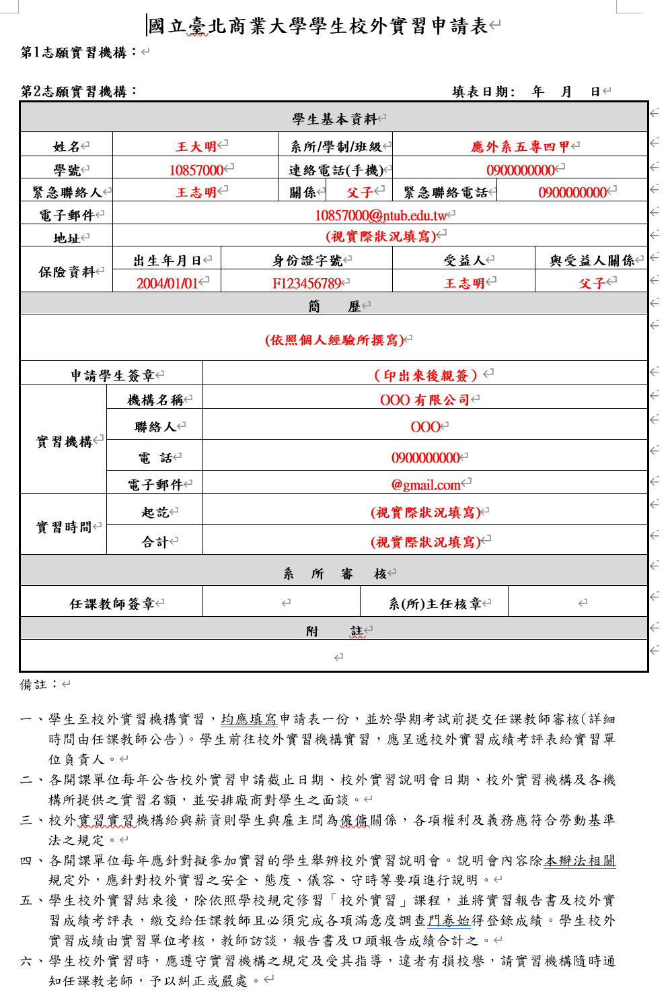 國立臺北商業大學學生校外實習申請表
第1志願實習機構：
第2志願實習機構： 填表日期: 年 月 日
學生基本資料
姓名 王大明 系所/學制/班級 應外系五專四甲
學號 10857000 連絡電話(手機) 0900000000
緊急聯絡人 王志明 關係 父子 緊急聯絡電話 0900000000
電子郵件 10857000@ntub.edu.tw
地址 (視實際狀況填寫)
保險資料 出生年月日 身份證字號 受益人 與受益人關係
2004/01/01 F123456789 王志明 父子
簡 歷
(依照個人經驗所撰寫)
申請學生簽章 （印出來後親簽）
實習機構 機構名稱 OOO 有限公司
聯絡人 OOO
電 話 0900000000
電子郵件 @gmail.com
實習時間 起訖 (視實際狀況填寫)
合計 (視實際狀況填寫)
系 所 審 核
任課教師簽章 系(所)主任核章
附 註
備註：
一、學生至校外實習機構實習，均應填寫申請表一份，並於學期考試前提交任課教師審核(詳細
時間由任課教師公告)。學生前往校外實習機構實習，應呈遞校外實習成績考評表給實習單
位負責人。
二、各開課單位每年公告校外實習申請截止日期、校外實習說明會日期、校外實習機構及各機
構所提供之實習名額，並安排廠商對學生之面談。
三、校外實習實習機構給與薪資則學生與雇主間為僱傭關係，各項權利及義務應符合勞動基準
法之規定。
四、各開課單位每年應針對擬參加實習的學生舉辨校外實習說明會。說明會內容除本辦法相關
規定外，應針對校外實習之安全、態度、儀容、守時等要項進行說明。
五、學生校外實習結束後，除依照學校規定修習「校外實習」課程，並將實習報告書及校外實
習成績考評表，繳交給任課教師且必須完成各項滿意度調查門卷始得登錄成績。學生校外
實習成績由實習單位考核，教師訪談，報告書及口頭報告成績合計之。
六、學生校外實習時，應遵守實習機構之規定及受其指導，違者有損校譽，請實習機構隨時通
知任課教老師，予以糾正或嚴處。